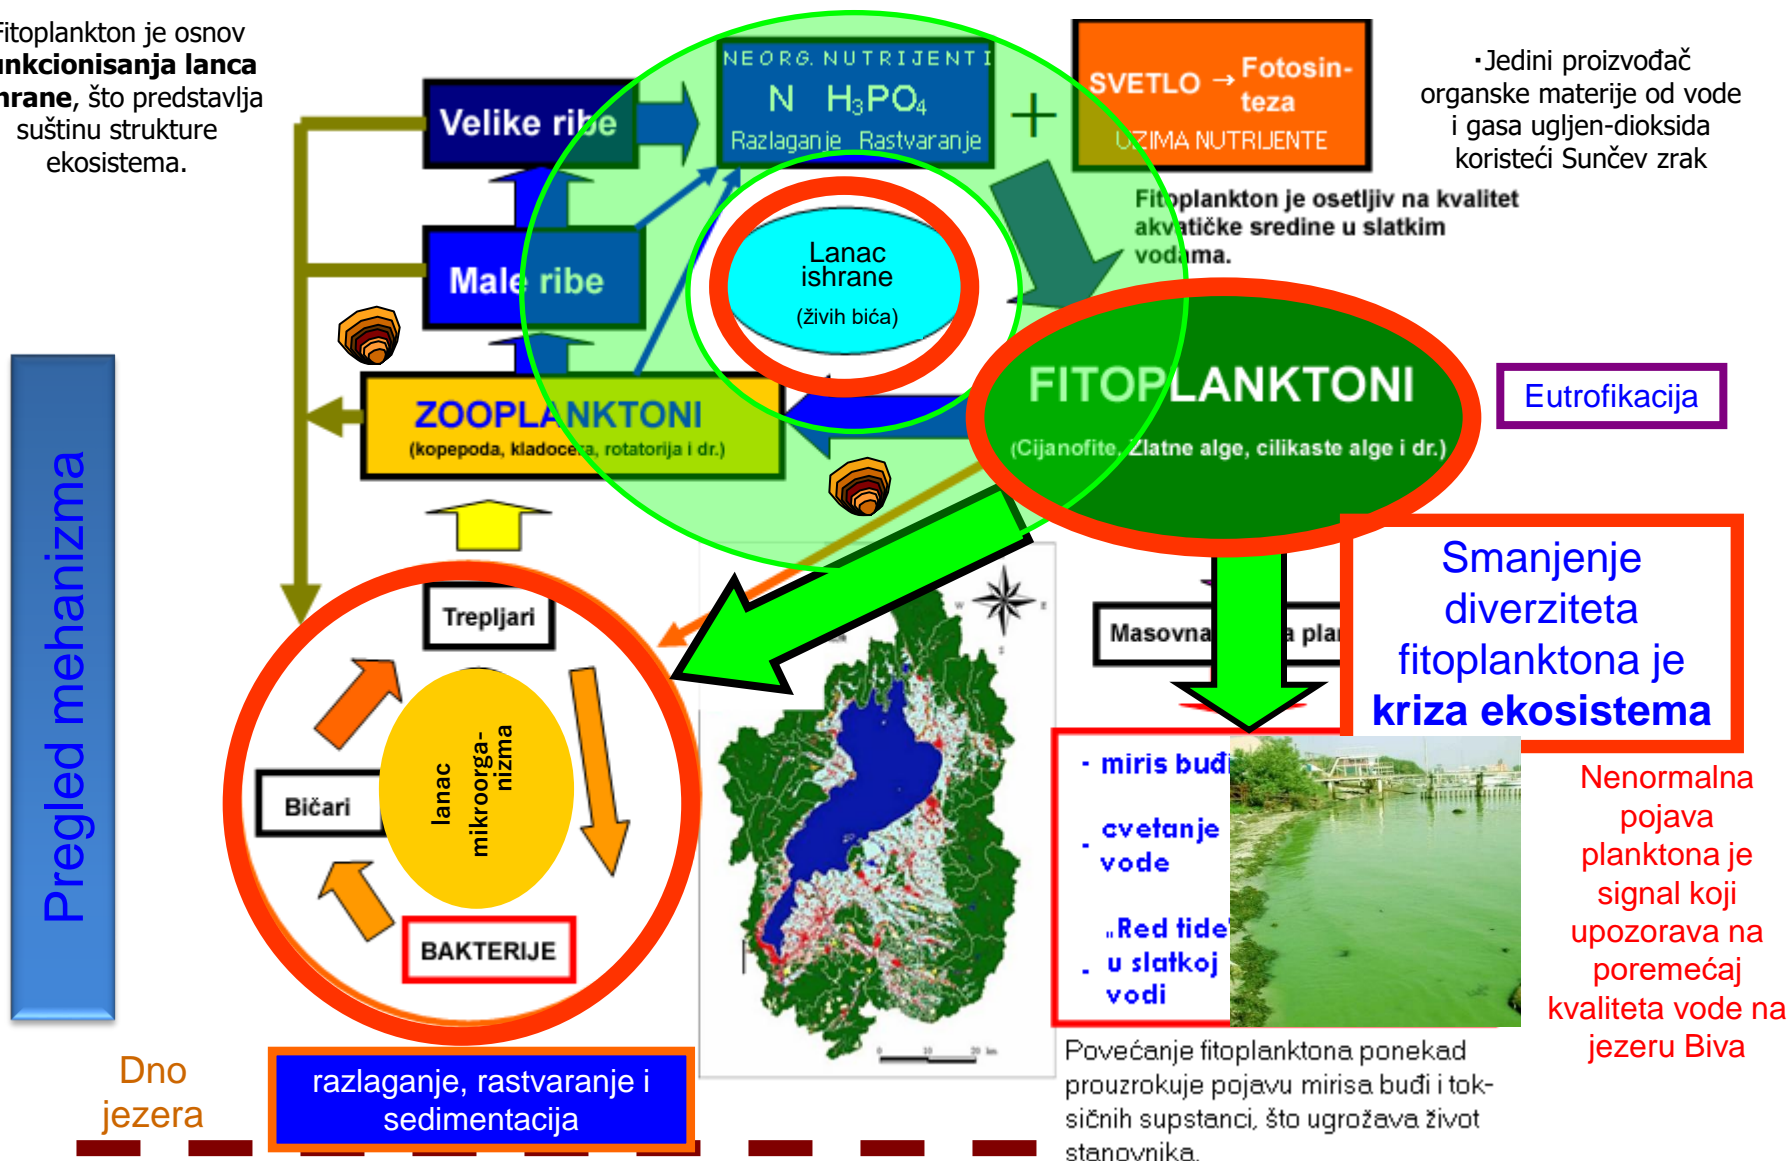 Fitoplankton je osnov
funkcionisanja lanca
hrane, što predstavlja
suštinu strukture
ekosistema.
NEORG. NUTRIJENTI
N H₃PO₄
Razlaganje Rastvaranje
+
SVETLO → Fotosin-
teza
UZIMA NUTRIJENTE
·Jedini proizvođač
organske materije od vode
i gasa ugljen-dioksida
koristeći Sunčev zrak
Velike ribe
Fitoplankton je osetljiv na kvalitet
akvatičke sredine u slatkim
vodama.
Male ribe
Lanac
ishrane
(živih bića)
ZOOPLANKTONI
(kopepoda, kladocera, rotatorija i dr.)
FITOPLANKTONI
(Cijanofite, Zlatne alge, cilikaste alge i dr.)
Eutrofikacija
Pregled mehanizma
Smanjenje
diverziteta
fitoplanktona je
kriza ekosistema
Trepljari
Masovna
W E
S
lanac
mikroorga-
nizma
Bičari
BAKTERIJE
- miris buđi
- cvetanje
vode
- „Red tide"
u slatkoj
vodi
Nenormalna
pojava
planktona je
signal koji
upozorava na
poremećaj
kvaliteta vode na
jezeru Biva
0 10 20 km
Dno
jezera
razlaganje, rastvaranje i
sedimentacija
Povećanje fitoplanktona ponekad
prouzrokuje pojavu mirisa buđi i tok-
sičnih supstanci, što ugrožava život
stanovnika.